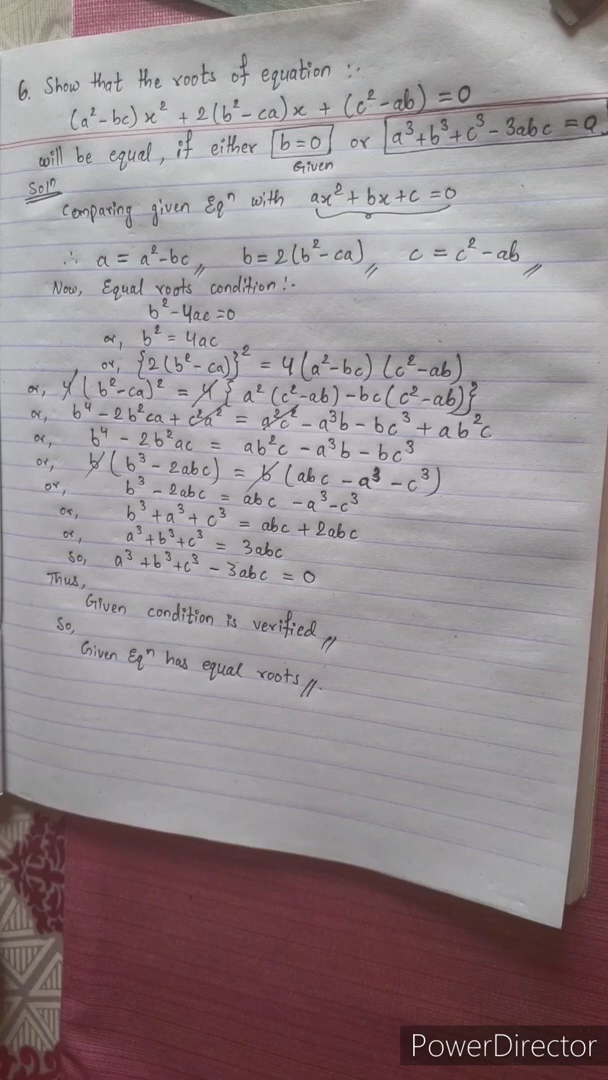 6. Show that the roots of equation :-
(a²-bc) x² + 2(b²-ca)x + (c²-ab) = 0
will be equal, if either b=0 or a³+b³+c³-3abc = 0.
Given
Solⁿ
Comparing given Eqⁿ with ax²+bx+c = 0
∴ a = a²-bc,, b = 2(b²-ca),, c = c²-ab,,
Now, Equal roots condition:-
b²-4ac = 0
or, b² = 4ac
or, {2(b²-ca)}² = 4(a²-bc) (c²-ab)
or, 4(b²-ca)² = 4{a²(c²-ab)-bc(c²-ab)}
or, b⁴ - 2b²ca + c²a² = a²c² - a³b - bc³ + ab²c
or, b⁴ - 2b²ac = ab²c - a³b - bc³
or, b(b³-2abc) = b(abc - a³ - c³)
or, b³ - 2abc = abc - a³ - c³
or, b³+a³+c³ = abc + 2abc
or, a³+b³+c³ = 3abc
so, a³+b³+c³ - 3abc = 0
Thus,
Given condition is verified,,
So,
Given Eqⁿ has equal roots,,.
PowerDirector